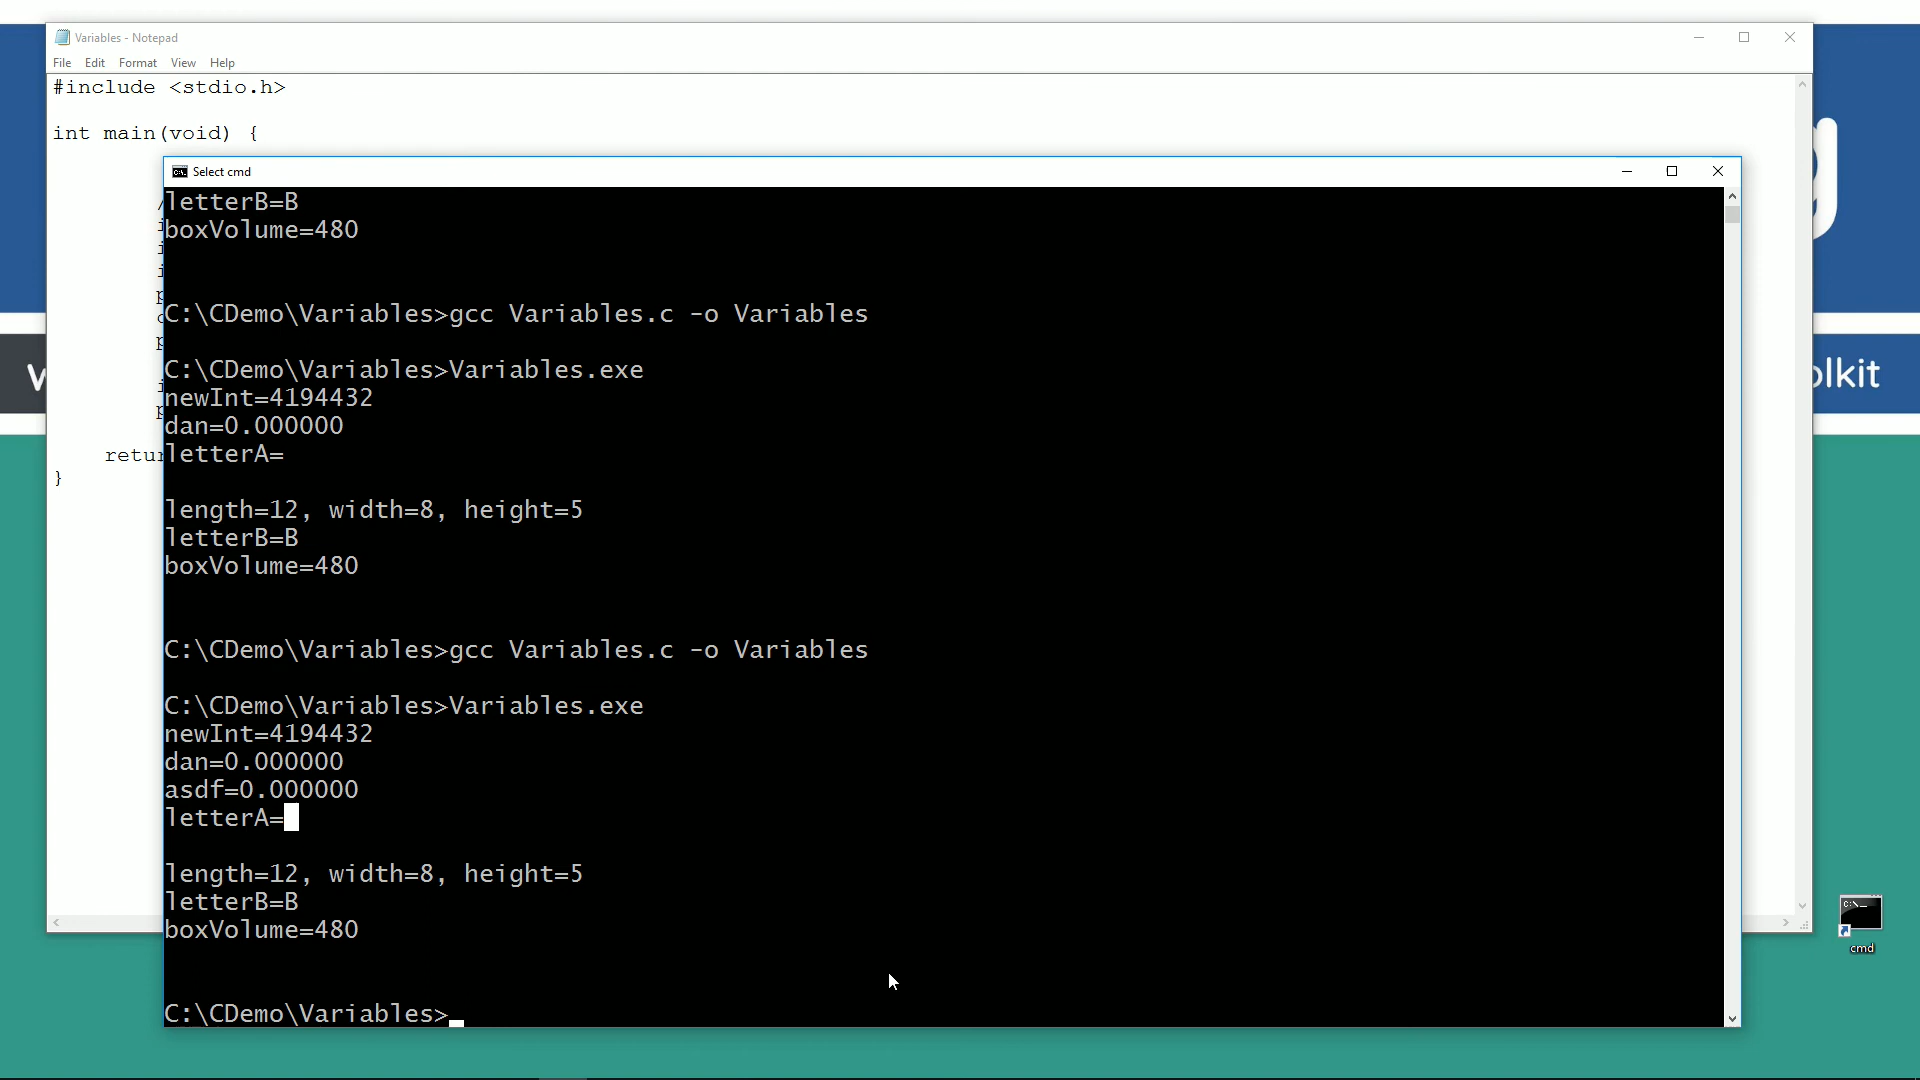 Variables - Notepad
File Edit Format View Help
#include <stdio.h>
int main(void) {
Select cmd
letterB=B
boxVolume=480
C:\CDemo\Variables>gcc Variables.c -o Variables
C:\CDemo\Variables>Variables.exe
newInt=4194432
dan=0.000000
letterA=
length=12, width=8, height=5
letterB=B
boxVolume=480
C:\CDemo\Variables>gcc Variables.c -o Variables
C:\CDemo\Variables>Variables.exe
newInt=4194432
dan=0.000000
asdf=0.000000
letterA=
length=12, width=8, height=5
letterB=B
boxVolume=480
C:\CDemo\Variables>
retur
}
olkit
cmd